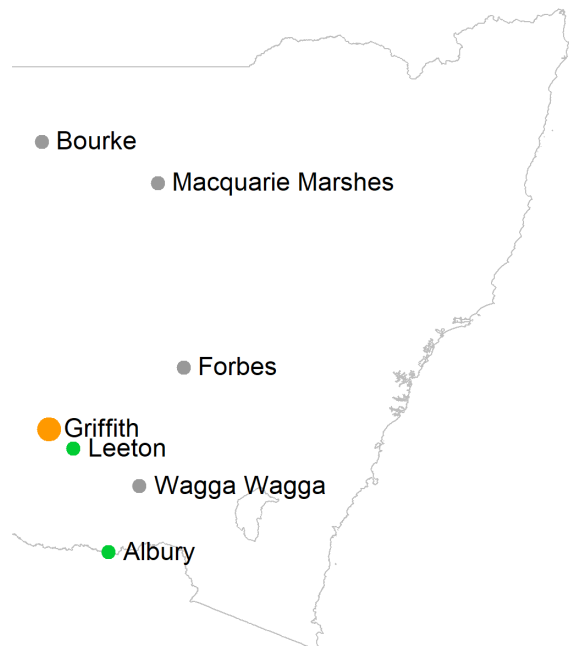 Bourke
Macquarie Marshes
Forbes
Griffith
Leeton
Wagga Wagga
Albury